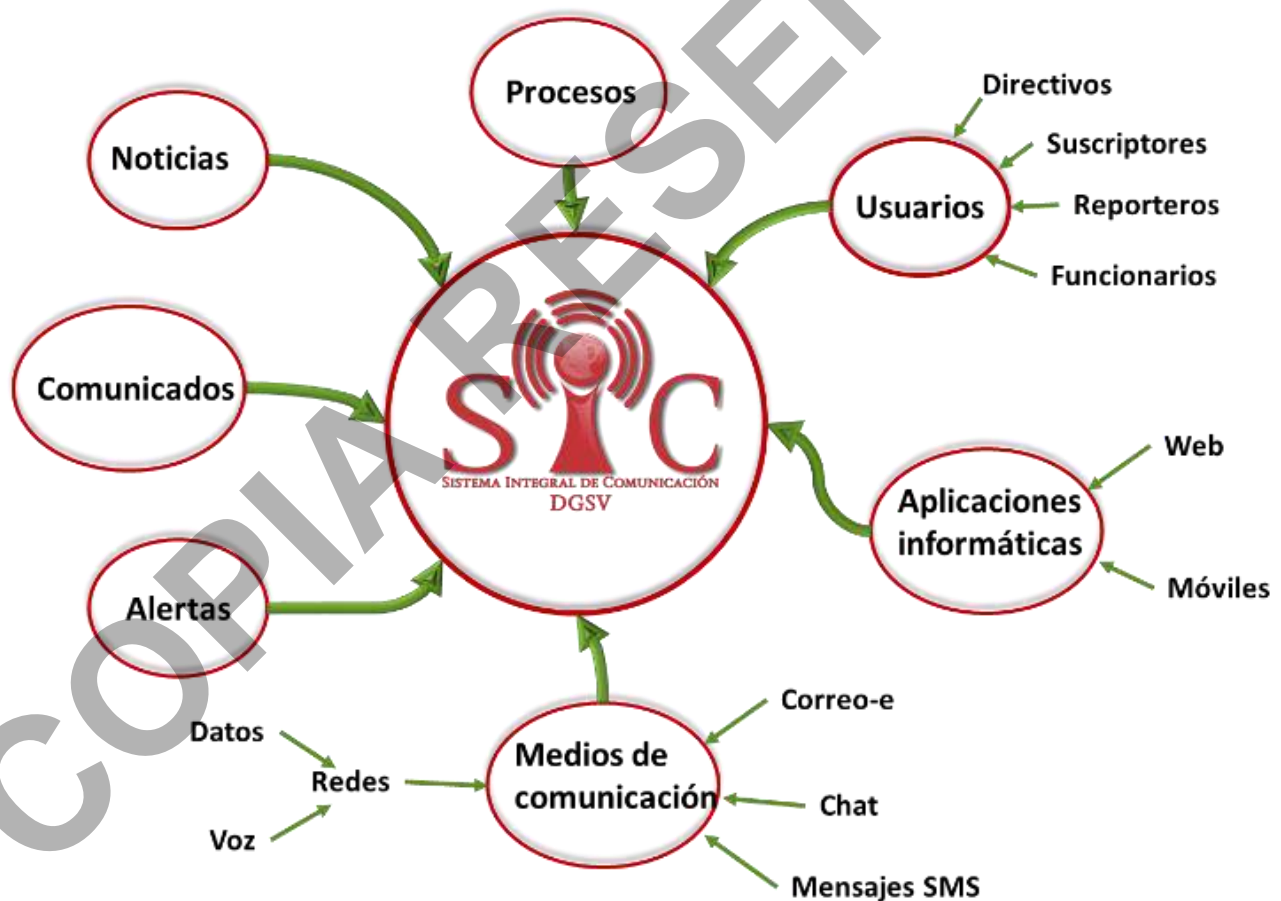 Procesos
Directivos
Noticias
Suscriptores
Usuarios
Reporteros
Funcionarios
Comunicados
SIC
SISTEMA INTEGRAL DE COMUNICACIÓN
DGSV
Web
Aplicaciones
informáticas
Móviles
Alertas
Correo-e
Datos
Medios de
comunicación
Redes
Chat
Voz
Mensajes SMS
COPIA